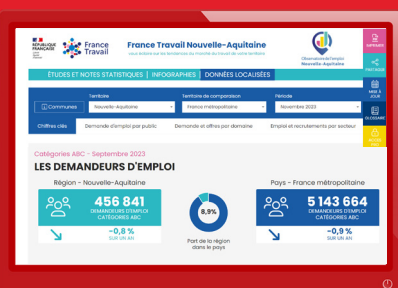 RÉPUBLIQUE
FRANÇAISE
France
Travail
France Travail Nouvelle-Aquitaine
Observatoire de l'emploi
Nouvelle-Aquitaine
IMPRIMER
PARTAGER
MISE À
JOUR
GLOSSAIRE
ÉTUDES ET NOTES STATISTIQUES | INFOGRAPHIES | DONNÉES LOCALISÉES
Territoire
Territoire de comparaison
Période
Communes
Nouvelle-Aquitaine
France métropolitaine
Novembre 2023
Chiffres clés
Demande d'emploi par public
Demande et offres par domaine
Emploi et recrutements par secteur
Catégories ABC - Septembre 2023
LES DEMANDEURS D'EMPLOI
Région - Nouvelle-Aquitaine
Pays - France métropolitaine
456 841
DEMANDEURS D'EMPLOI
CATÉGORIES ABC
-0,8 %
SUR UN AN
8,9%
Part de la région
dans le pays
5 143 664
DEMANDEURS D'EMPLOI
CATÉGORIES ABC
-0,9 %
SUR UN AN